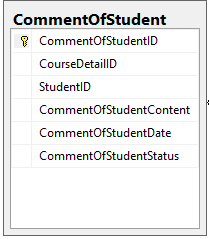 CommentOfStudent
CommentOfStudentID
CourseDetailID
StudentID
CommentOfStudentContent
CommentOfStudentDate
CommentOfStudentStatus